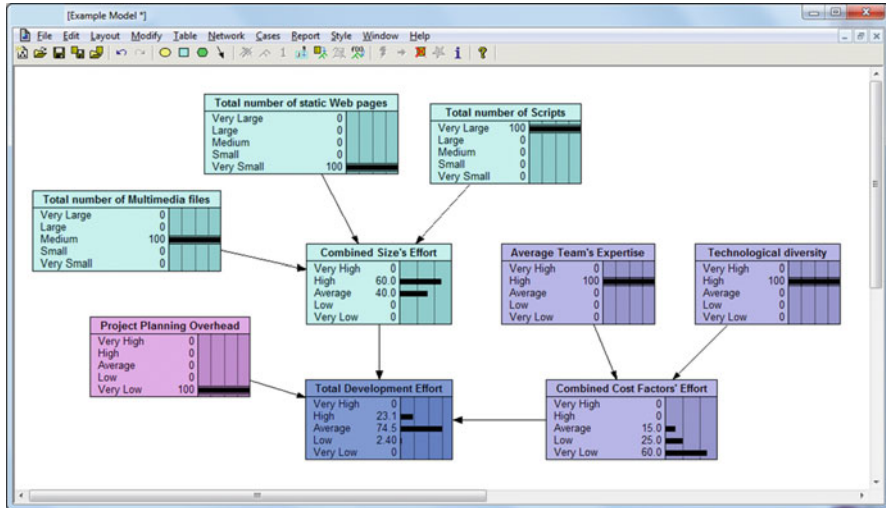 [Example Model *]
File Edit Layout Modify Table Network Cases Report Style Window Help
Total number of static Web pages
Very Large 0
Large 0
Medium 0
Small 0
Very Small 100
Total number of Scripts
Very Large 100
Large 0
Medium 0
Small 0
Very Small 0
Total number of Multimedia files
Very Large 0
Large 0
Medium 100
Small 0
Very Small 0
Combined Size's Effort
Very High 0
High 60.0
Average 40.0
Low 0
Very Low 0
Average Team's Expertise
Very High 0
High 100
Average 0
Low 0
Very Low 0
Technological diversity
Very High 0
High 100
Average 0
Low 0
Very Low 0
Project Planning Overhead
Very High 0
High 0
Average 0
Low 0
Very Low 100
Total Development Effort
Very High 0
High 23.1
Average 74.5
Low 2.40
Very Low 0
Combined Cost Factors' Effort
Very High 0
High 0
Average 15.0
Low 25.0
Very Low 60.0